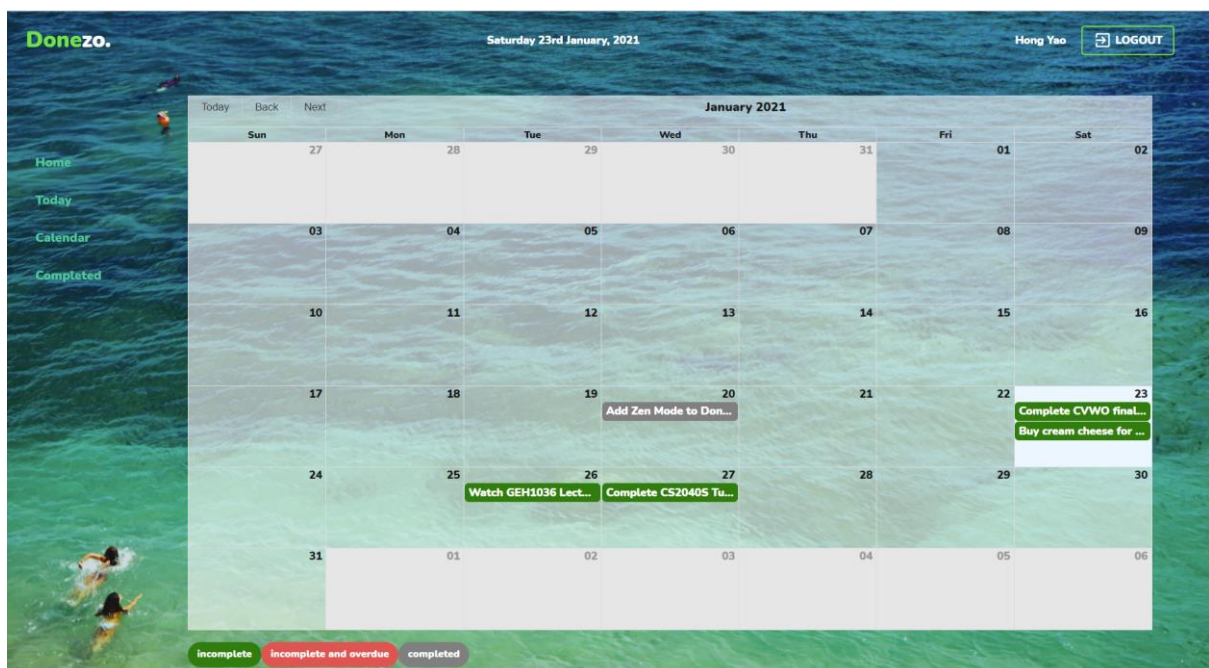 Donezo.
Saturday 23rd January, 2021
Hong Yao
LOGOUT
Home
Today
Calendar
Completed
Today Back Next
January 2021
Sun Mon Tue Wed Thu Fri Sat
27 28 29 30 31 01 02
03 04 05 06 07 08 09
10 11 12 13 14 15 16
17 18 19 20 21 22 23
Add Zen Mode to Don...
Complete CVWO final...
Buy cream cheese for ...
24 25 26 27 28 29 30
Watch GEH1036 Lect...
Complete CS2040S Tu...
31 01 02 03 04 05 06
incomplete
incomplete and overdue
completed